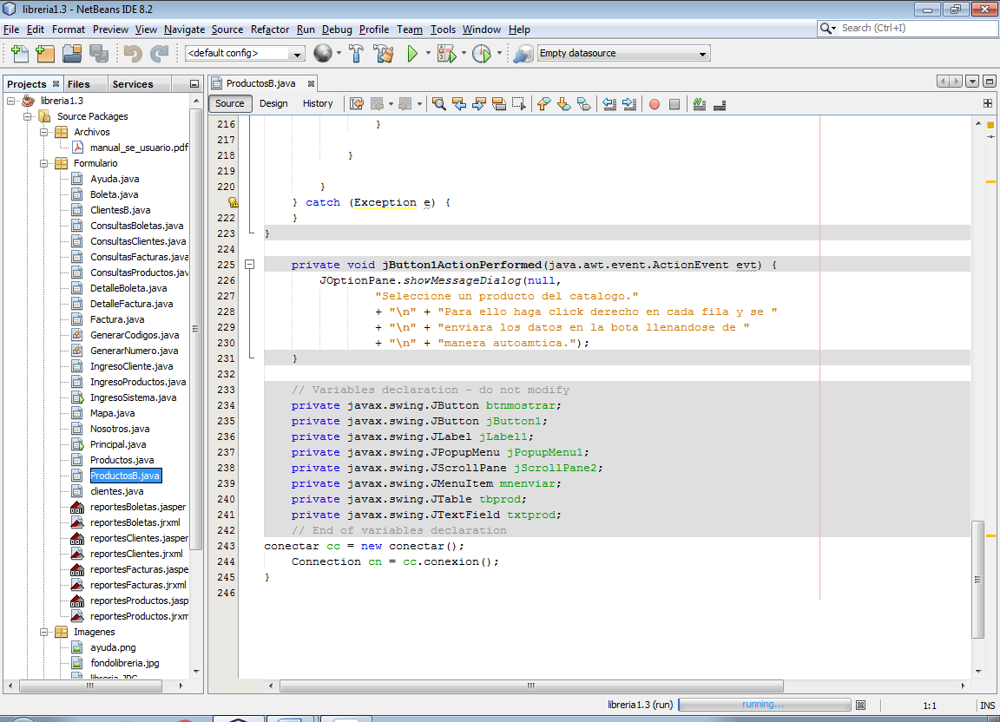 libreria1.3 - NetBeans IDE 8.2
File Edit Format Preview View Navigate Source Refactor Run Debug Profile Team Tools Window Help
Search (Ctrl+I)
<default config>
Empty datasource
Projects Files Services
libreria1.3
Source Packages
Archivos
manual_se_usuario.pdf
Formulario
Ayuda.java
Boleta.java
ClientesB.java
ConsultasBoletas.java
ConsultasClientes.java
ConsultasFacturas.java
ConsultasProductos.jav
DetalleBoleta.java
DetalleFactura.java
Factura.java
GenerarCodigos.java
GenerarNumero.java
IngresoCliente.java
IngresoProductos.java
IngresoSistema.java
Mapa.java
Nosotros.java
Principal.java
Productos.java
ProductosB.java
clientes.java
reportesBoletas.jasper
reportesBoletas.jrxml
reportesClientes.jasper
reportesClientes.jrxml
reportesFacturas.jaspe
reportesFacturas.jrxml
reportesProductos.jasp
reportesProductos.jrxm
Imagenes
ayuda.png
fondolibreria.jpg
libreria.JPG
ProductosB.java
Source Design History
216 }
217
218 }
219
220 }
} catch (Exception e) {
222 }
223 }
224
225 private void jButton1ActionPerformed(java.awt.event.ActionEvent evt) {
226 JOptionPane.showMessageDialog(null,
227 "Seleccione un producto del catalogo."
228 + "\n" + "Para ello haga click derecho en cada fila y se "
229 + "\n" + "enviara los datos en la bota llenandose de "
230 + "\n" + "manera autoamtica.");
231 }
232
233 // Variables declaration - do not modify
234 private javax.swing.JButton btnmostrar;
235 private javax.swing.JButton jButton1;
236 private javax.swing.JLabel jLabel1;
237 private javax.swing.JPopupMenu jPopupMenu1;
238 private javax.swing.JScrollPane jScrollPane2;
239 private javax.swing.JMenuItem mnenviar;
240 private javax.swing.JTable tbprod;
241 private javax.swing.JTextField txtprod;
242 // End of variables declaration
243 conectar cc = new conectar();
244 Connection cn = cc.conexion();
245 }
246
libreria1.3 (run) running... 1:1 INS